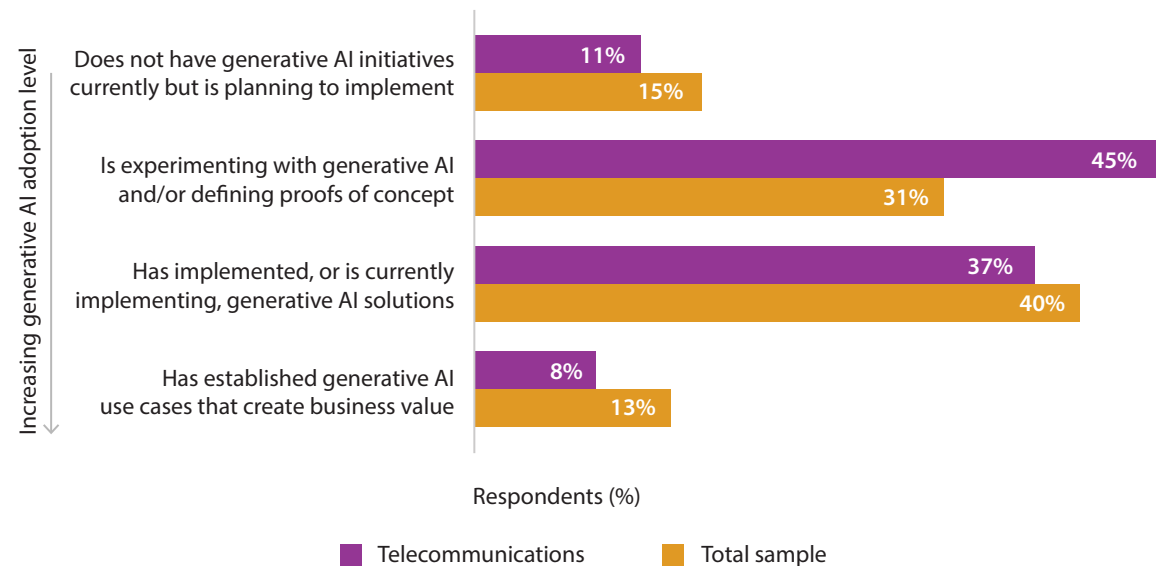 Increasing generative AI adoption level
Does not have generative AI initiatives
currently but is planning to implement
11%
15%
Is experimenting with generative AI
and/or defining proofs of concept
45%
31%
Has implemented, or is currently
implementing, generative AI solutions
37%
40%
Has established generative AI
use cases that create business value
8%
13%
Respondents (%)
Telecommunications
Total sample